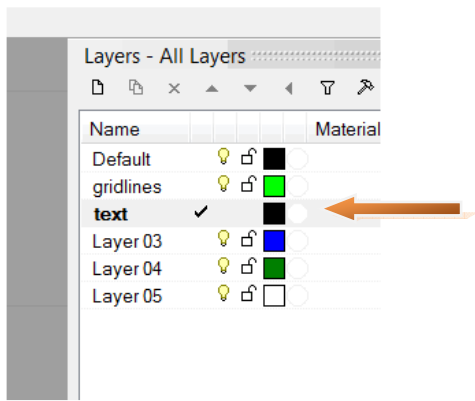 Layers - All Layers
Name Material
Default
gridlines
text
Layer 03
Layer 04
Layer 05